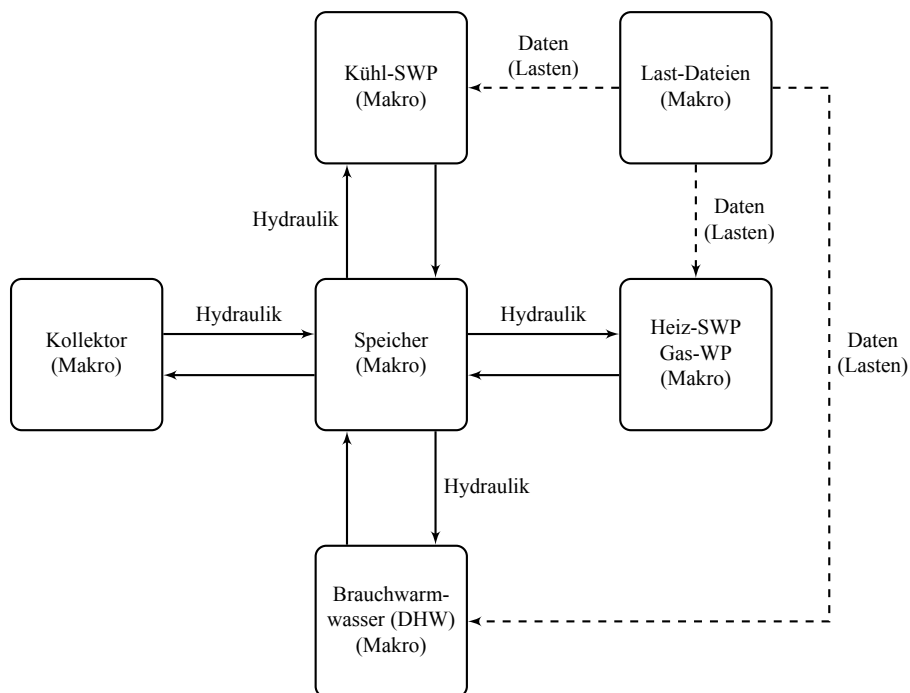 Kühl-SWP
(Makro)
Daten
(Lasten)
Last-Dateien
(Makro)
Hydraulik
Daten
(Lasten)
Kollektor
(Makro)
Hydraulik
Speicher
(Makro)
Hydraulik
Heiz-SWP
Gas-WP
(Makro)
Daten
(Lasten)
Hydraulik
Brauchwarm-
wasser (DHW)
(Makro)